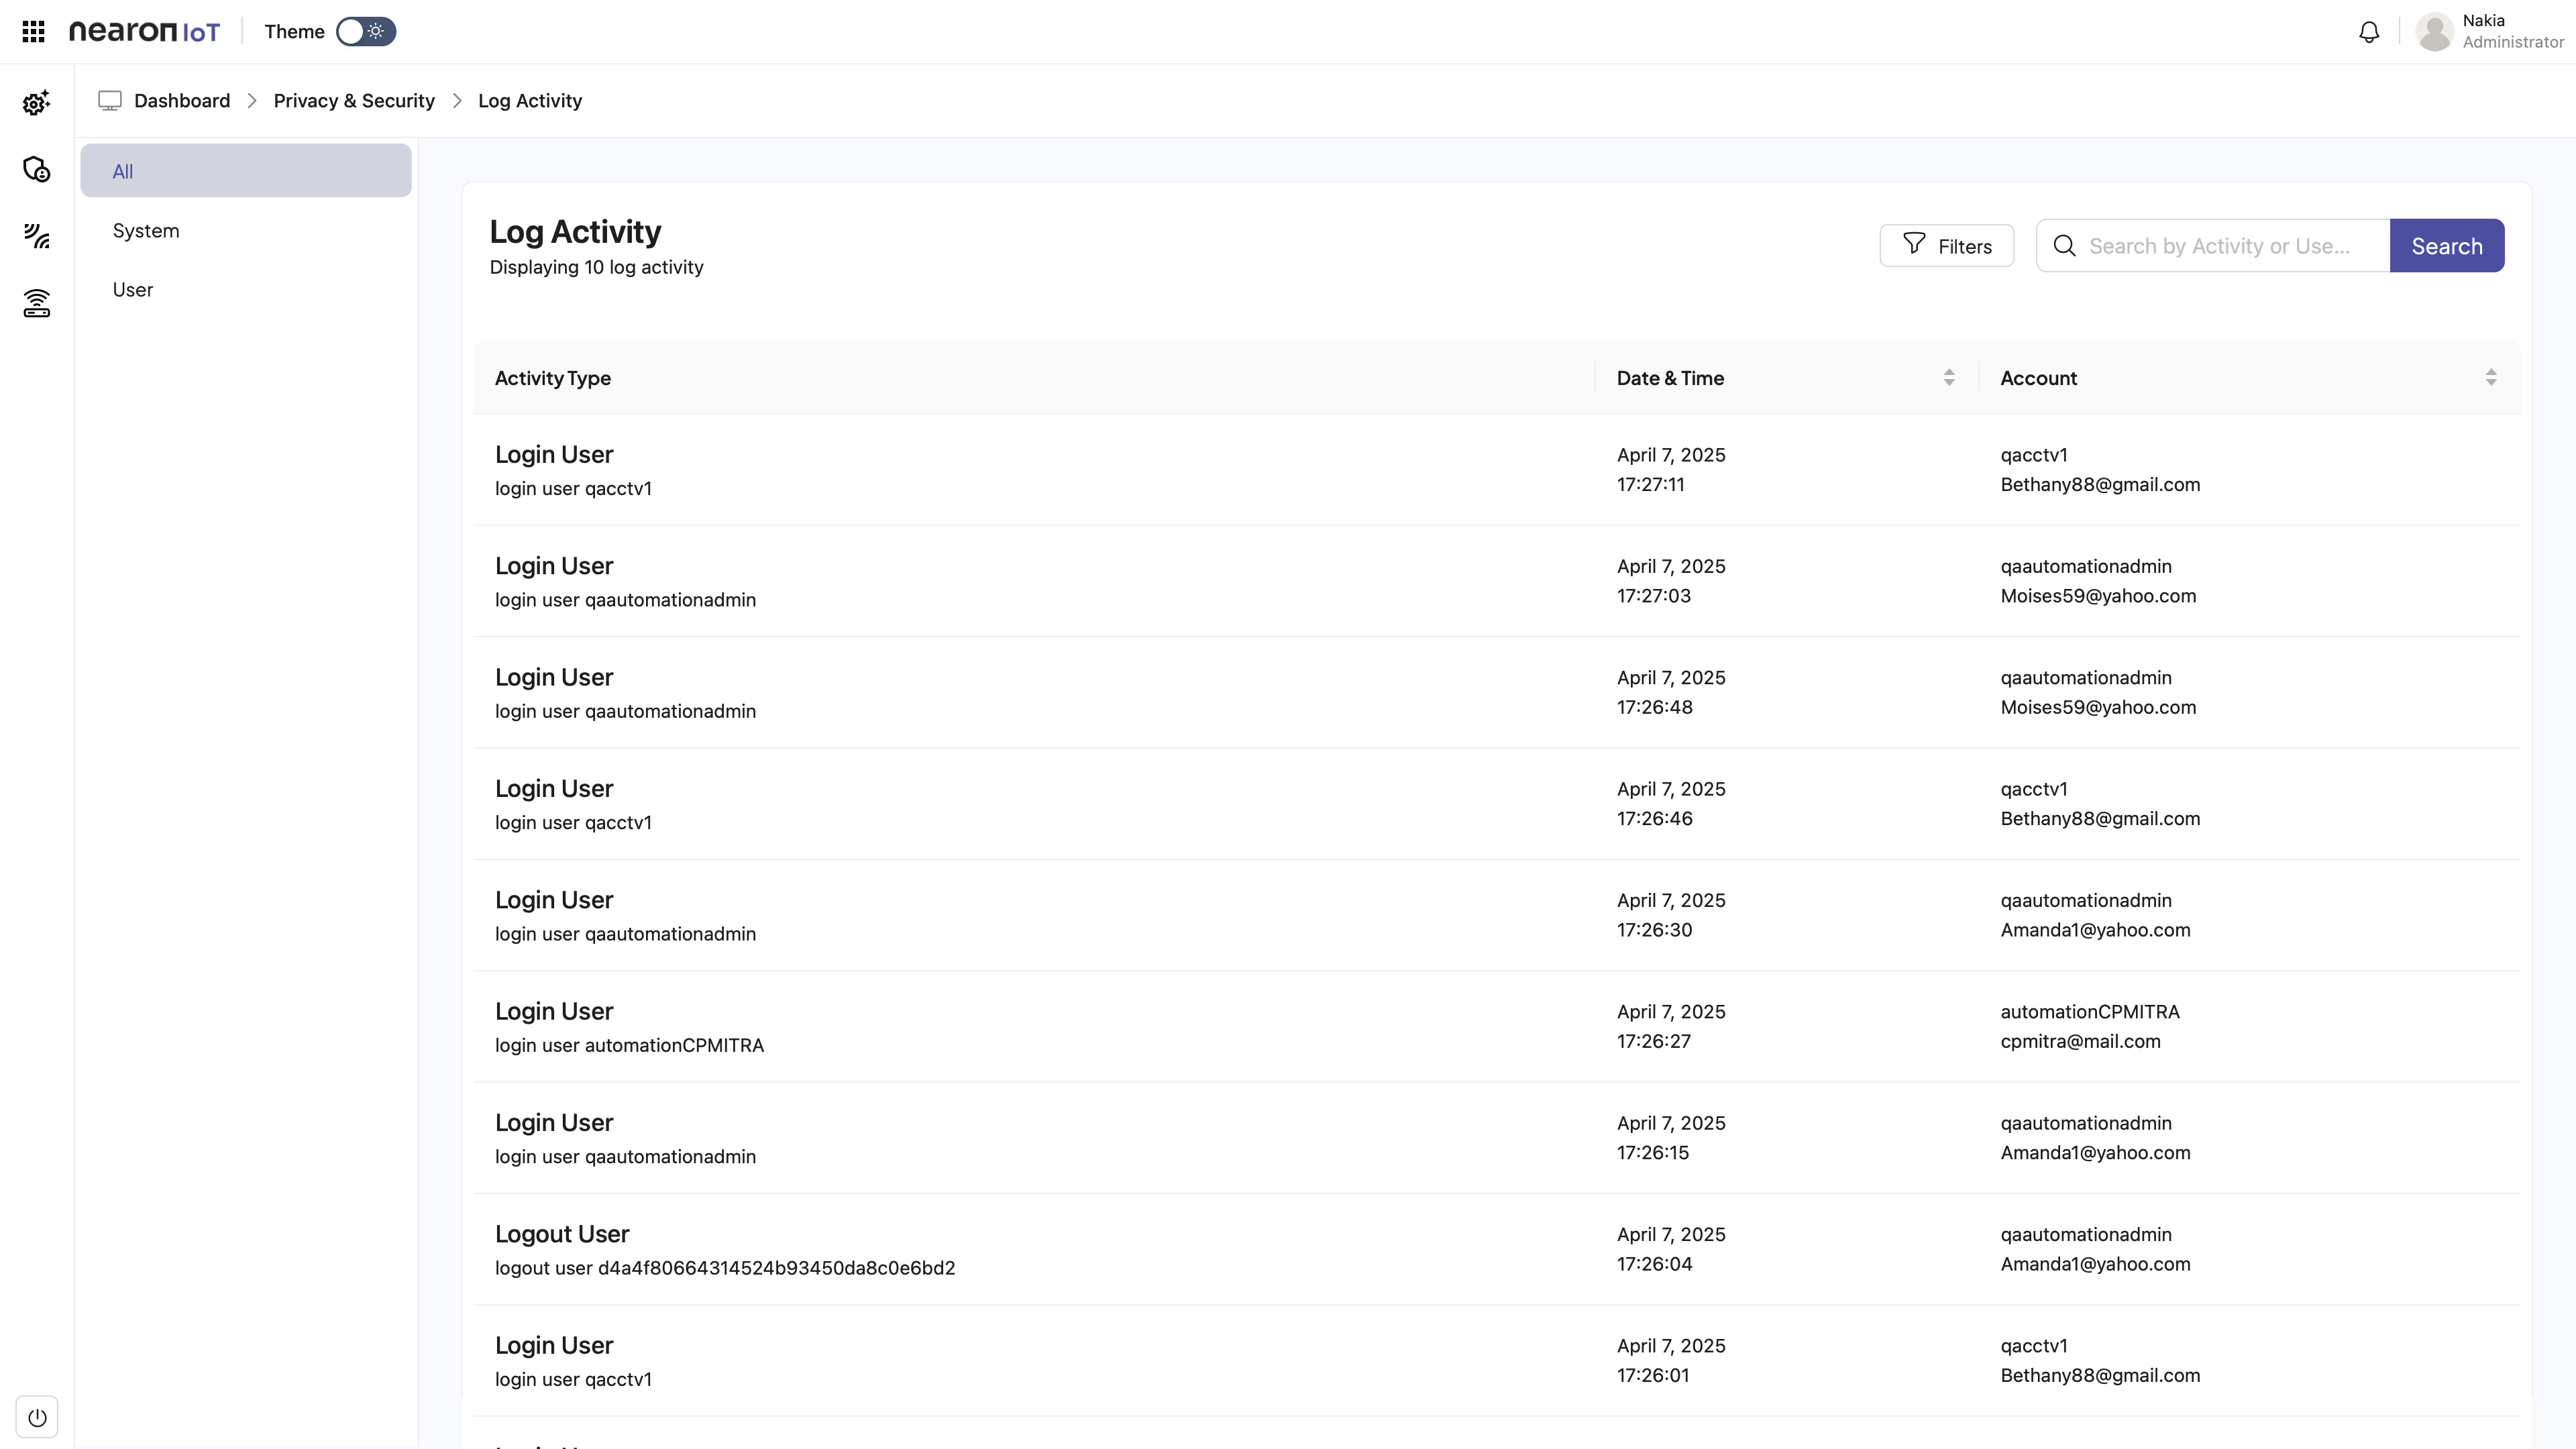 nearon IoT
Theme
Nakia
Administrator
Dashboard > Privacy & Security > Log Activity
All
System
User
Log Activity
Displaying 10 log activity
Filters
Search by Activity or Use...
Search
Activity Type Date & Time Account
Login User
login user qacctv1
April 7, 2025
17:27:11
qacctv1
Bethany88@gmail.com
Login User
login user qaautomationadmin
April 7, 2025
17:27:03
qaautomationadmin
Moises59@yahoo.com
Login User
login user qaautomationadmin
April 7, 2025
17:26:48
qaautomationadmin
Moises59@yahoo.com
Login User
login user qacctv1
April 7, 2025
17:26:46
qacctv1
Bethany88@gmail.com
Login User
login user qaautomationadmin
April 7, 2025
17:26:30
qaautomationadmin
Amanda1@yahoo.com
Login User
login user automationCPMITRA
April 7, 2025
17:26:27
automationCPMITRA
cpmitra@mail.com
Login User
login user qaautomationadmin
April 7, 2025
17:26:15
qaautomationadmin
Amanda1@yahoo.com
Logout User
logout user d4a4f80664314524b93450da8c0e6bd2
April 7, 2025
17:26:04
qaautomationadmin
Amanda1@yahoo.com
Login User
login user qacctv1
April 7, 2025
17:26:01
qacctv1
Bethany88@gmail.com